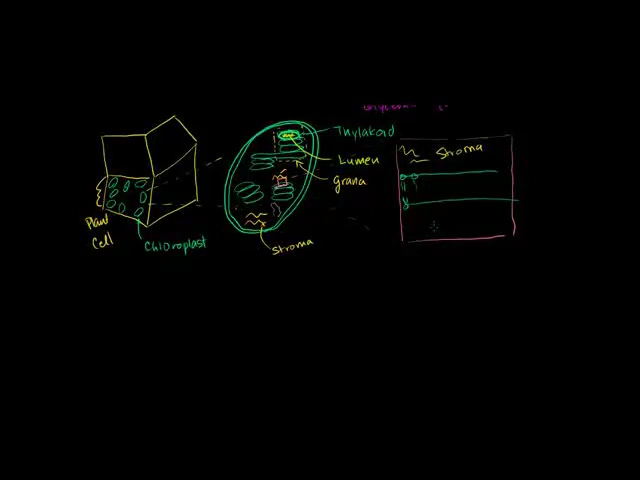 Thylakoid
Lumen
grana
Stroma
Plant
Cell
Chloroplast
Stroma